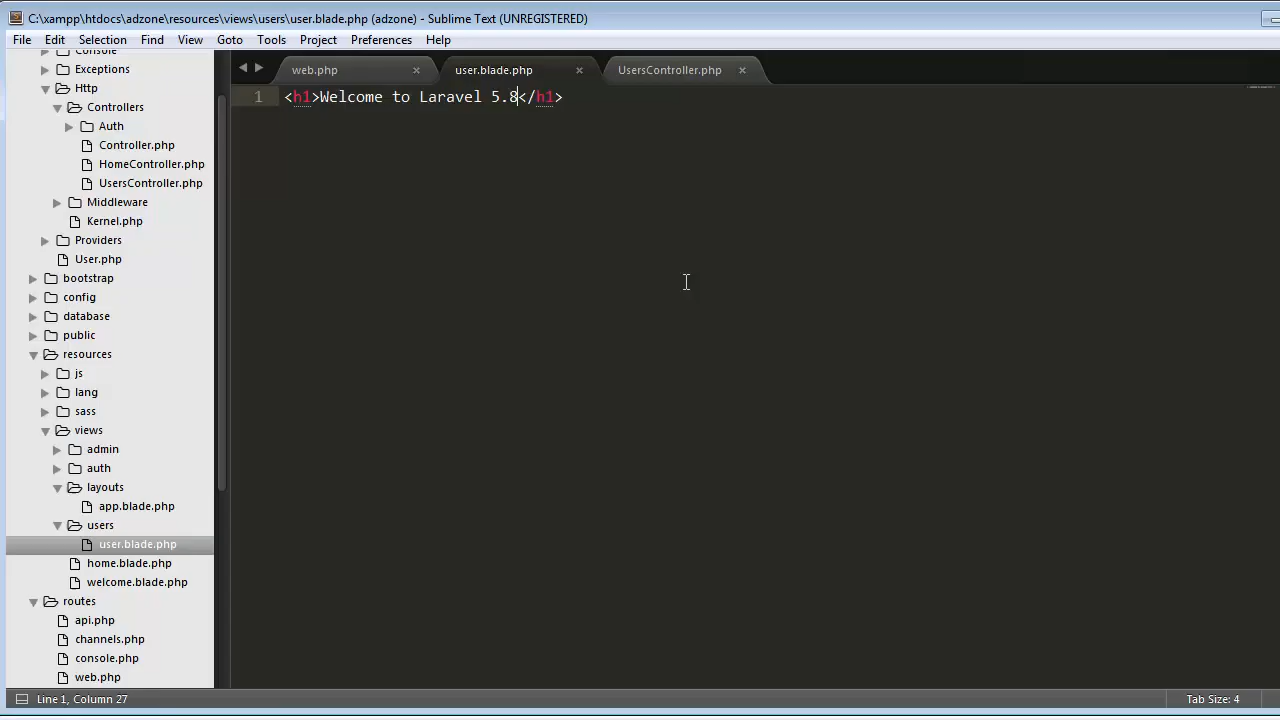 C:\xampp\htdocs\adzone\resources\views\users\user.blade.php (adzone) - Sublime Text (UNREGISTERED)
File Edit Selection Find View Goto Tools Project Preferences Help
web.php user.blade.php UsersController.php
1 <h1>Welcome to Laravel 5.8</h1>
Console
Exceptions
Http
Controllers
Auth
Controller.php
HomeController.php
UsersController.php
Middleware
Kernel.php
Providers
User.php
bootstrap
config
database
public
resources
js
lang
sass
views
admin
auth
layouts
app.blade.php
users
user.blade.php
home.blade.php
welcome.blade.php
routes
api.php
channels.php
console.php
web.php
Line 1, Column 27 Tab Size: 4